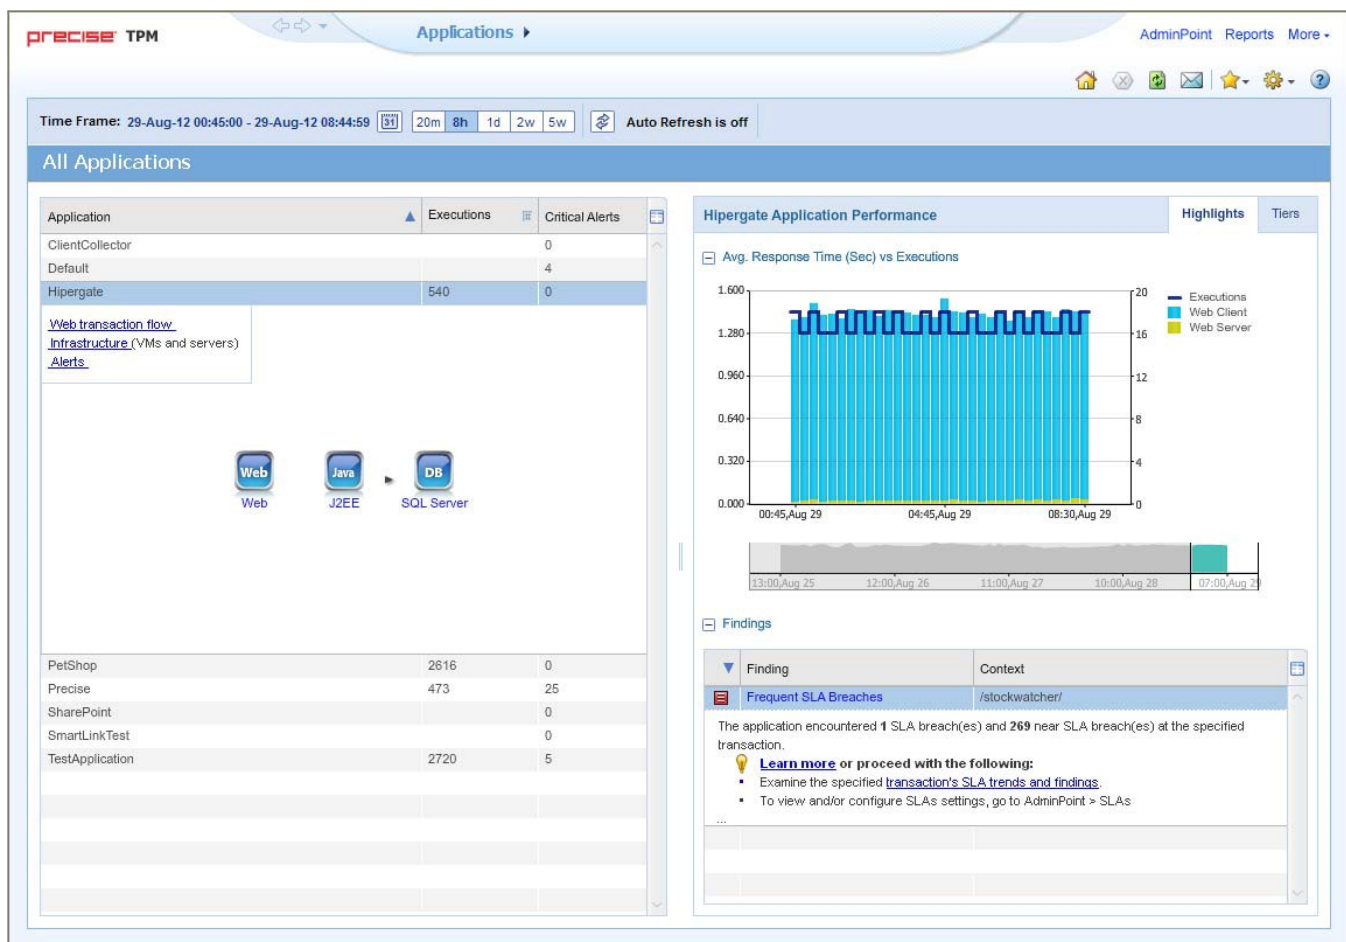 precise TPM
Applications
AdminPoint Reports More
Time Frame: 29-Aug-12 00:45:00 - 29-Aug-12 08:44:59 31 20m 8h 1d 2w 5w Auto Refresh is off
All Applications
Application Executions Critical Alerts
ClientCollector 0
Default 4
Hipergate 540 0
Web transaction flow
Infrastructure (VMs and servers)
Alerts
Web Java DB
Web J2EE SQL Server
PetShop 2616 0
Precise 473 25
SharePoint 0
SmartLinkTest 0
TestApplication 2720 5
Hipergate Application Performance Highlights Tiers
Avg. Response Time (Sec) vs Executions
1.600 20
1.280 16
0.960 12
0.640 8
0.320 4
0.000 0
00:45,Aug 29 04:45,Aug 29 08:30,Aug 29
Executions
Web Client
Web Server
13:00,Aug 25 12:00,Aug 26 11:00,Aug 27 10:00,Aug 28 07:00,Aug 29
Findings
Finding Context
Frequent SLA Breaches /stockwatcher/
The application encountered 1 SLA breach(es) and 269 near SLA breach(es) at the specified
transaction.
Learn more or proceed with the following:
▪ Examine the specified transaction's SLA trends and findings.
▪ To view and/or configure SLAs settings, go to AdminPoint > SLAs
...